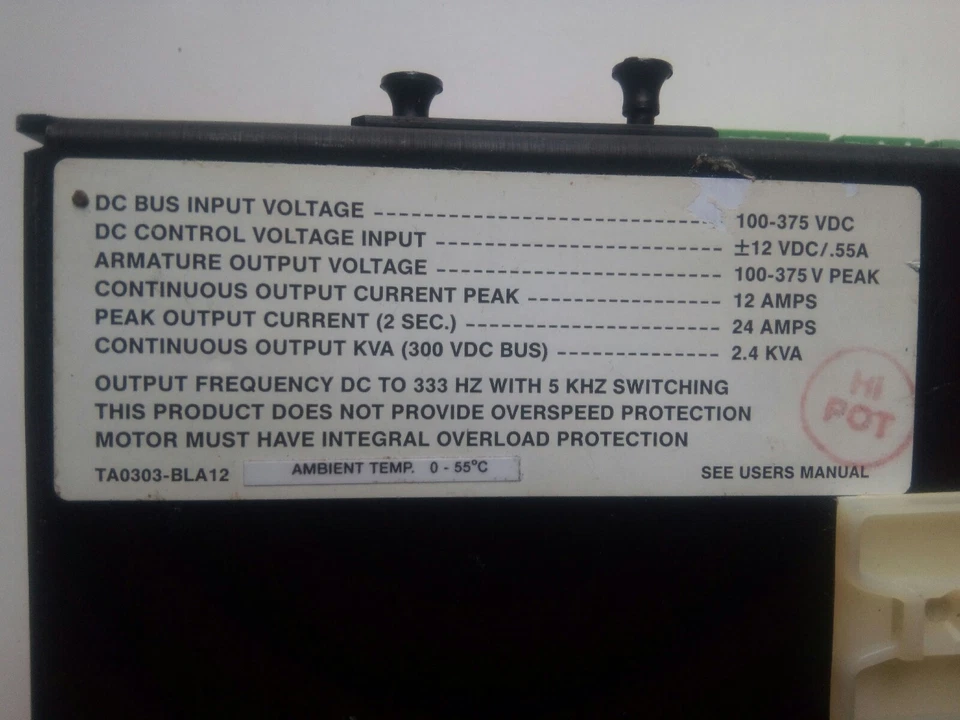 DC BUS INPUT VOLTAGE ----------------------------- 100-375 VDC
DC CONTROL VOLTAGE INPUT ----------------------- ±12 VDC/.55A
ARMATURE OUTPUT VOLTAGE ----------------------- 100-375 V PEAK
CONTINUOUS OUTPUT CURRENT PEAK --------------- 12 AMPS
PEAK OUTPUT CURRENT (2 SEC.) -------------------- 24 AMPS
CONTINUOUS OUTPUT KVA (300 VDC BUS) ------------- 2.4 KVA
OUTPUT FREQUENCY DC TO 333 HZ WITH 5 KHZ SWITCHING
THIS PRODUCT DOES NOT PROVIDE OVERSPEED PROTECTION
MOTOR MUST HAVE INTEGRAL OVERLOAD PROTECTION
Hi
POT
TA0303-BLA12 AMBIENT TEMP. 0 - 55°C SEE USERS MANUAL